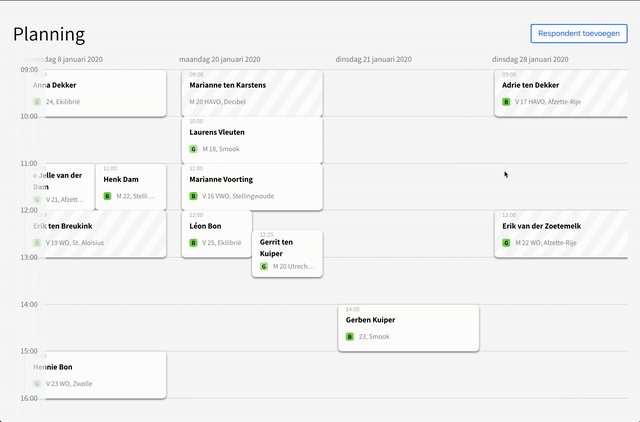 Planning
Respondent toevoegen
dag 8 januari 2020
maandag 20 januari 2020
dinsdag 21 januari 2020
dinsdag 28 januari 2020
09:00
Anna Dekker
24, Ekilibrië
09:00
Marianne ten Karstens
M 20 HAVO, Decibel
09:00
Adrie ten Dekker
B V 17 HAVO, Afzette-Rije
10:00
10:00
Laurens Vleuten
G M 18, Smook
11:00
Jelle van der
Dam
G V 21, Afzett...
11:00
Henk Dam
B M 22, Stelli...
11:00
Marianne Voorting
B V 16 VWO, Stellingwoude
12:00
Erik ten Breukink
V 19 WO, St. Aloïsius
12:00
Léon Bon
B V 25, Ekilibrië
12:25
Gerrit ten
Kuiper
G M 20 Utrech...
12:00
Erik van der Zoetemelk
G M 22 WO, Afzette-Rije
13:00
14:00
14:00
Gerben Kuiper
B 23, Smook
15:00
Hennie Bon
G V 23 WO, Zwolle
16:00